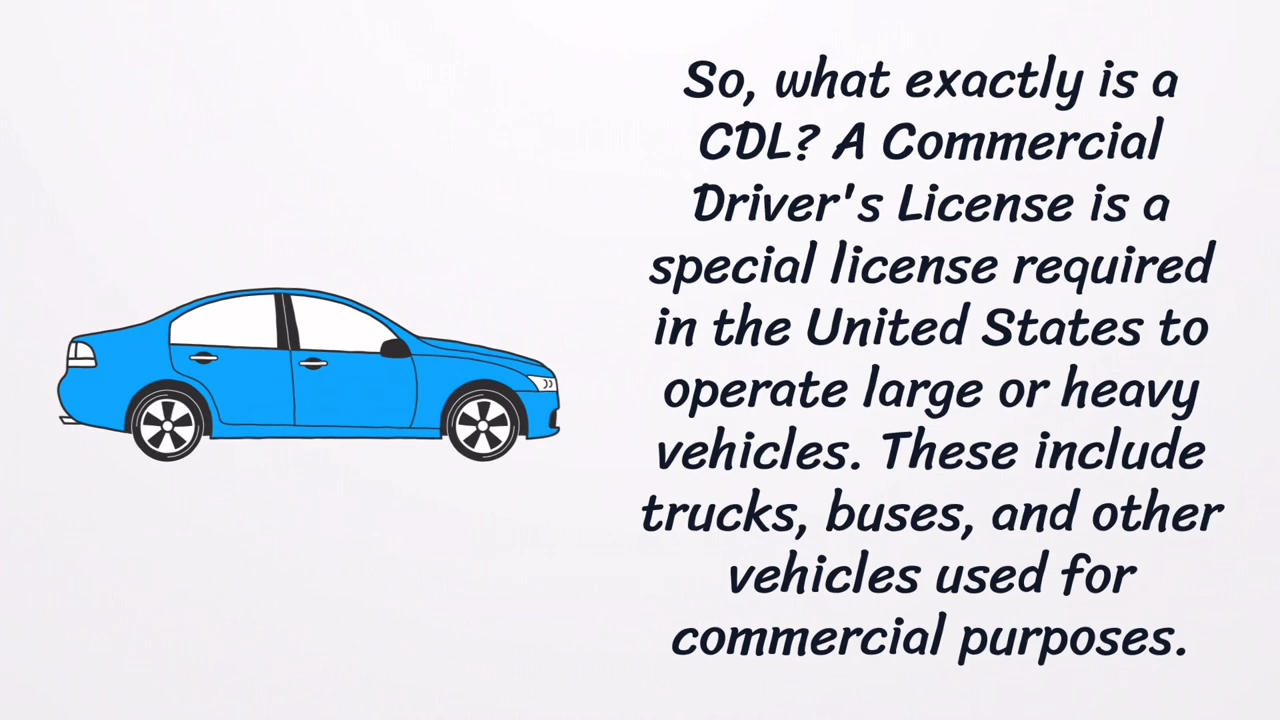 So, what exactly is a
CDL? A Commercial
Driver's License is a
special license required
in the United States to
operate large or heavy
vehicles. These include
trucks, buses, and other
vehicles used for
commercial purposes.